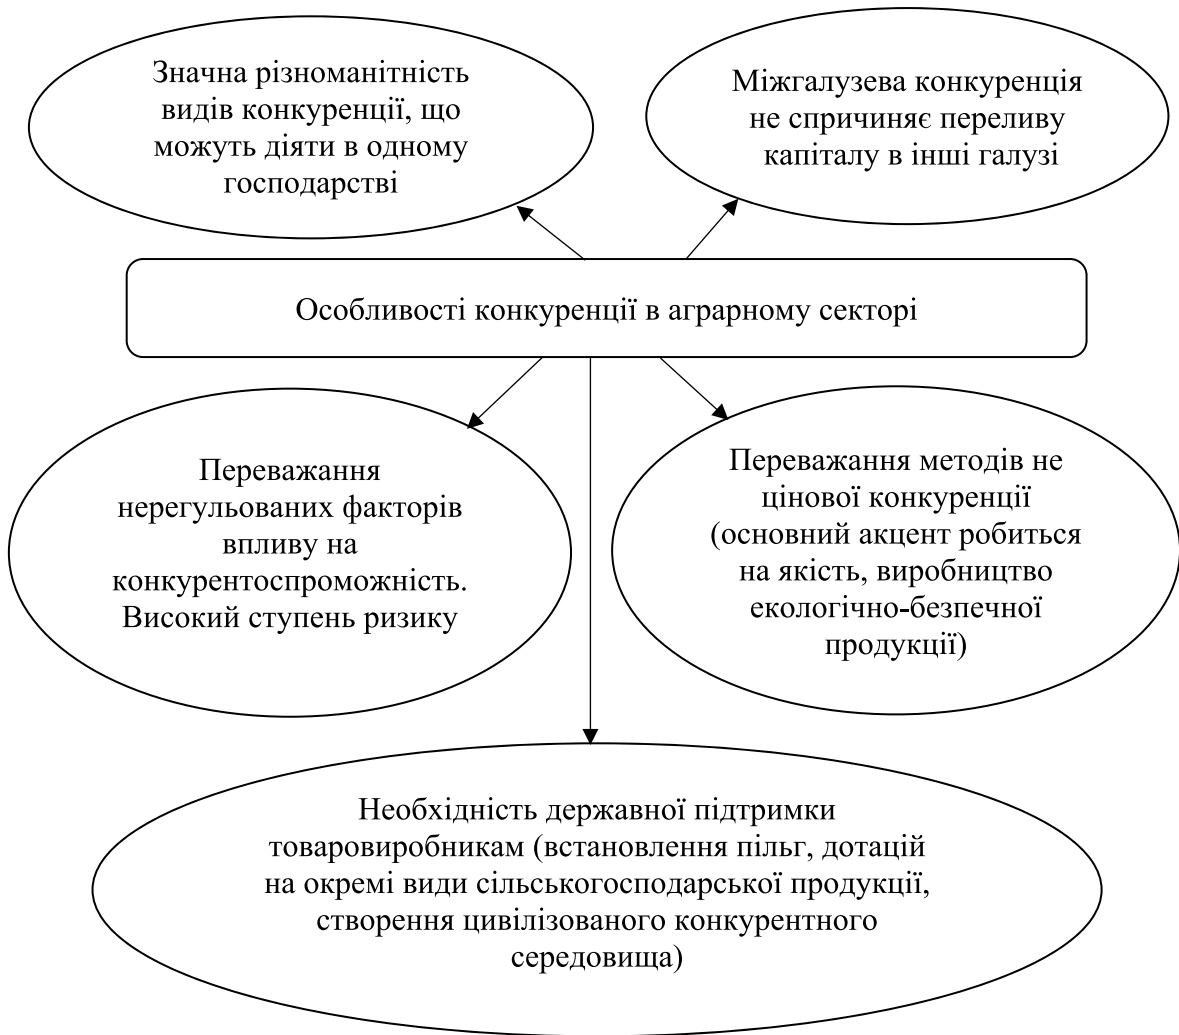 Значна різноманітність
видів конкуренції, що
можуть діяти в одному
господарстві
Міжгалузева конкуренція
не спричиняє переливу
капіталу в інші галузі
Особливості конкуренції в аграрному секторі
Переважання
нерегульованих факторів
впливу на
конкурентоспроможність.
Високий ступень ризику
Переважання методів не
цінової конкуренції
(основний акцент робиться
на якість, виробництво
екологічно-безпечної
продукції)
Необхідність державної підтримки
товаровиробникам (встановлення пільг, дотацій
на окремі види сільськогосподарської продукції,
створення цивілізованого конкурентного
середовища)